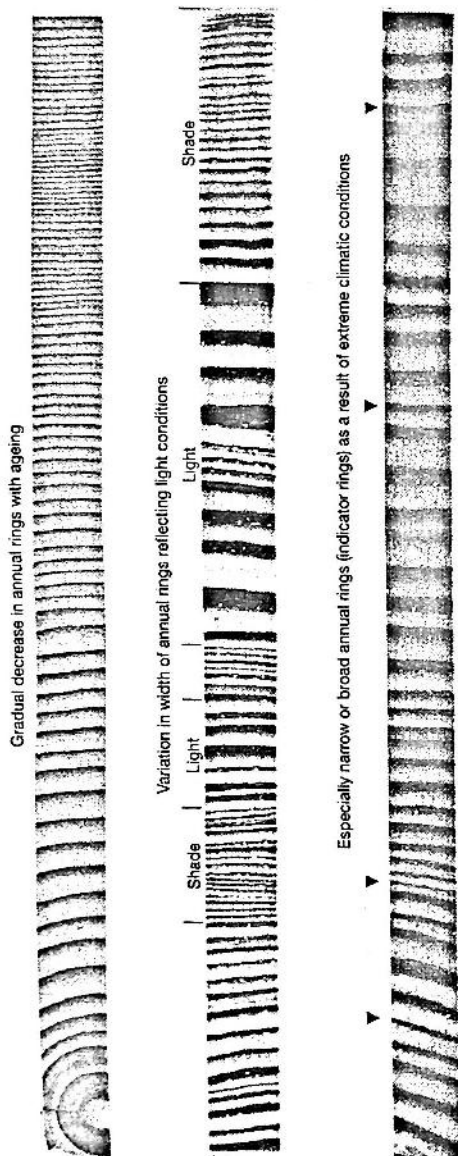 Gradual decrease in annual rings with ageing
Variation in width of annual rings reflecting light conditions
Shade
Light
Light
Shade
Especially narrow or broad annual rings (indicator rings) as a result of extreme climatic conditions